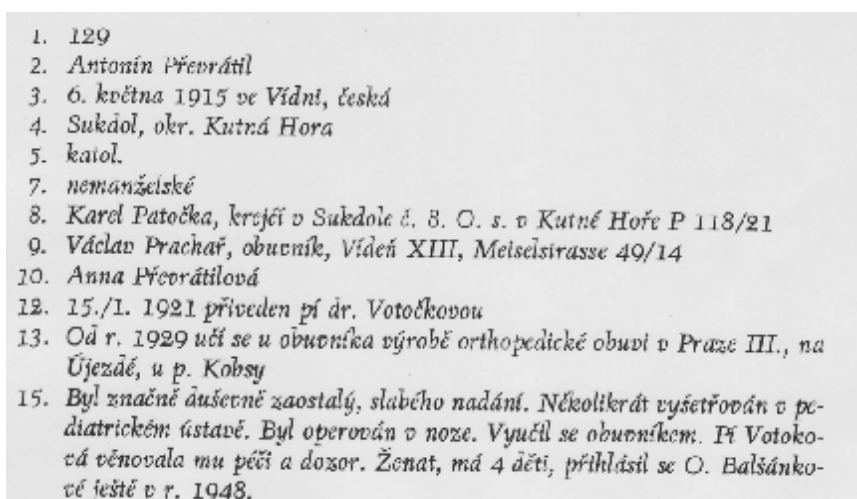 1. 129
2. Antonín Převrátil
3. 6. května 1915 ve Vídni, česká
4. Sukdol, okr. Kutná Hora
5. katol.
7. nemanželské
8. Karel Patočka, krejčí v Sukdole č. 8. O. s. v Kutné Hoře P 118/21
9. Václav Prachař, obuvník, Vídeň XIII, Meiselstrasse 49/14
10. Anna Převrátilová
12. 15./1. 1921 přiveden pí dr. Votočkovou
13. Od r. 1929 učí se u obuvníka výrobě orthopedické obuvi v Praze III., na
Újezdě, u p. Kobsy
15. Byl značně duševně zaostalý, slabého nadání. Několikrát vyšetřován v pe-
diatrickém ústavě. Byl operován v noze. Vyučil se obuvníkem. Pí Votoko-
vá věnovala mu péči a dozor. Ženat, má 4 děti, přihlásil se O. Balšánko-
vé ještě v r. 1948.